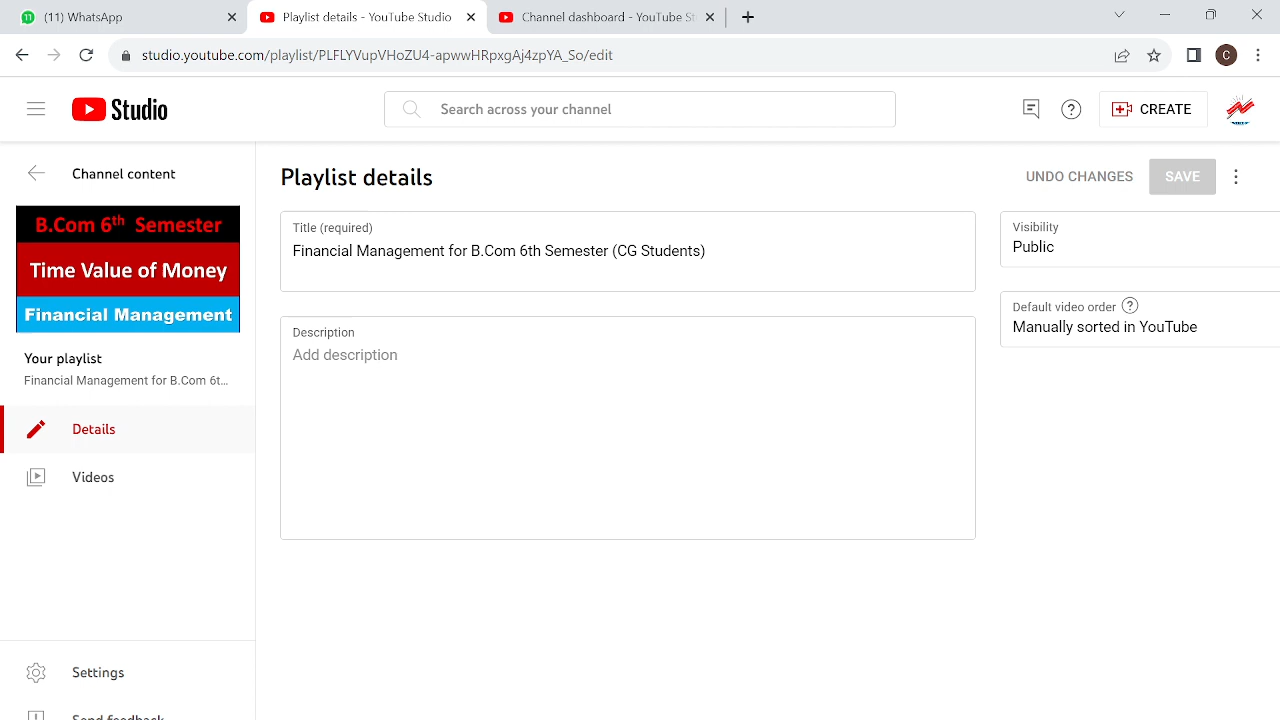 (11) WhatsApp
Playlist details - YouTube Studio
Channel dashboard - YouTube St
studio.youtube.com/playlist/PLFLYVupVHoZU4-apwwHRpxgAj4zpYA_So/edit
C
Studio
Search across your channel
CREATE
Channel content
B.Com 6th Semester
Time Value of Money
Financial Management
Your playlist
Financial Management for B.Com 6t...
Details
Videos
Settings
Send feedback
Playlist details
UNDO CHANGES
SAVE
Title (required)
Financial Management for B.Com 6th Semester (CG Students)
Description
Add description
Visibility
Public
Default video order
Manually sorted in YouTube